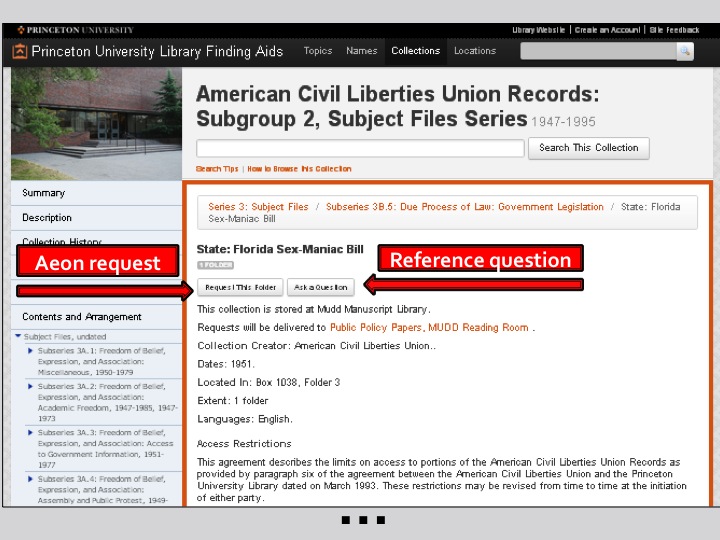 PRINCETON UNIVERSITY
Library Website | Create an Account | Site Feedback
Princeton University Library Finding Aids
Topics Names Collections Locations
American Civil Liberties Union Records:
Subgroup 2, Subject Files Series 1947-1995
Search This Collection
Search Tips | How to Browse this Collection
Summary
Description
Collection History
Contents and Arrangement
Subject Files, undated
Subseries 3A.1: Freedom of Belief,
Expression, and Association:
Miscellaneous, 1950-1979
Subseries 3A.2: Freedom of Belief,
Expression, and Association:
Academic Freedom, 1947-1985, 1947-
1973
Subseries 3A.3: Freedom of Belief,
Expression, and Association: Access
to Government Information, 1951-
1977
Subseries 3A.4: Freedom of Belief,
Expression, and Association:
Assembly and Public Protest, 1949-
Series 3: Subject Files / Subseries 3B.5: Due Process of Law: Government Legislation / State: Florida
Sex-Maniac Bill
State: Florida Sex-Maniac Bill
1 FOLDER
Aeon request
Reference question
Request This Folder Ask a Question
This collection is stored at Mudd Manuscript Library.
Requests will be delivered to Public Policy Papers, MUDD Reading Room .
Collection Creator: American Civil Liberties Union..
Dates: 1951.
Located In: Box 1038, Folder 3
Extent: 1 folder
Languages: English.
Access Restrictions
This agreement describes the limits on access to portions of the American Civil Liberties Union Records as
provided by paragraph six of the agreement between the American Civil Liberties Union and the Princeton
University Library dated on March 1993. These restrictions may be revised from time to time at the initiation
of either party.
...